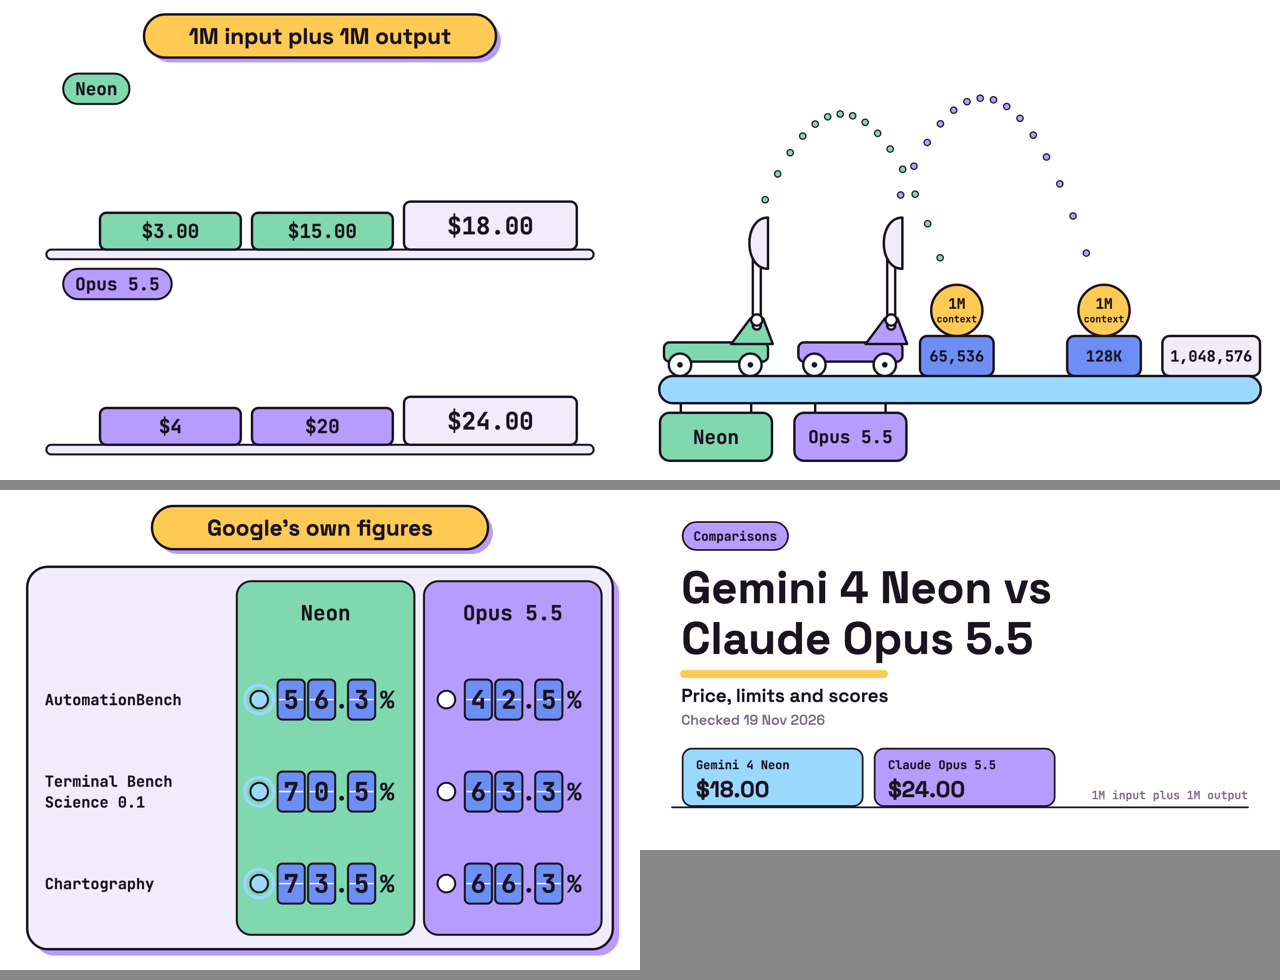 1M input plus 1M output
Neon
$3.00
$15.00
$18.00
Opus 5.5
$4
$20
$24.00
1M
context
1M
context
65,536
128K
1,048,576
Neon
Opus 5.5
Google's own figures
Neon
Opus 5.5
AutomationBench
56.3%
42.5%
Terminal Bench
Science 0.1
70.5%
63.3%
Chartography
73.5%
66.3%
Comparisons
Gemini 4 Neon vs
Claude Opus 5.5
Price, limits and scores
Checked 19 Nov 2026
Gemini 4 Neon
$18.00
Claude Opus 5.5
$24.00
1M input plus 1M output